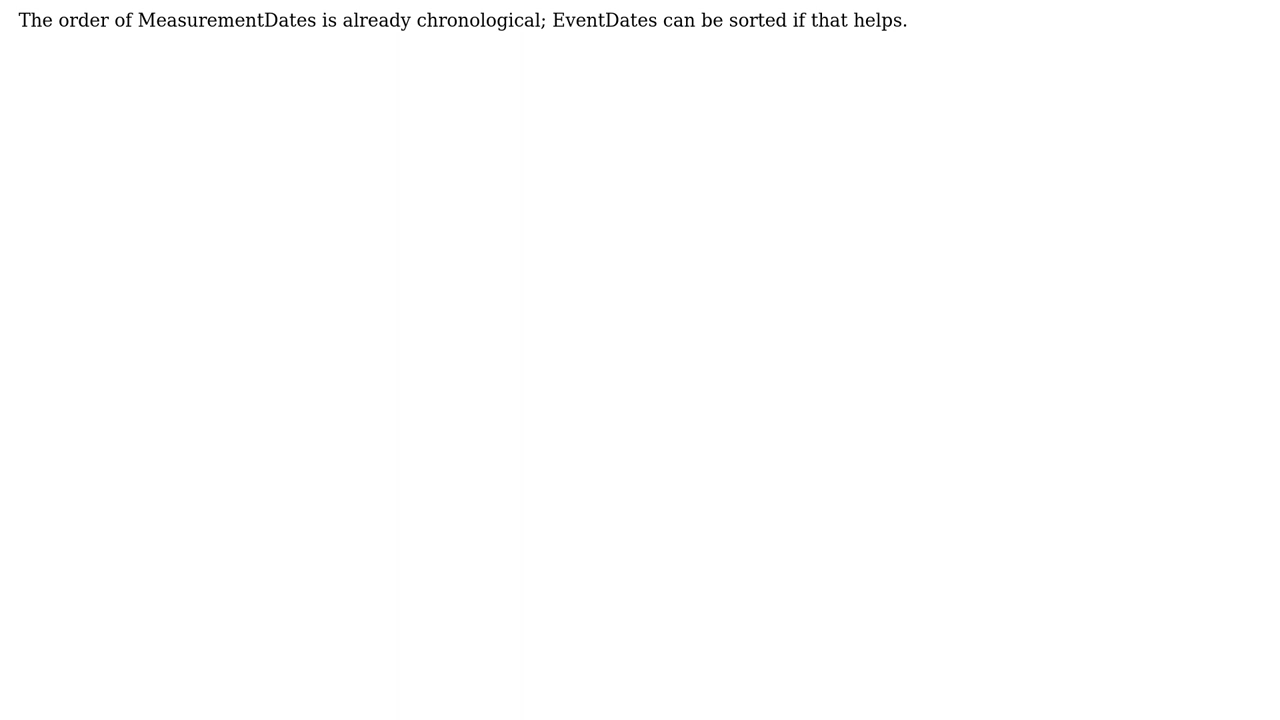 The order of MeasurementDates is already chronological; EventDates can be sorted if that helps.